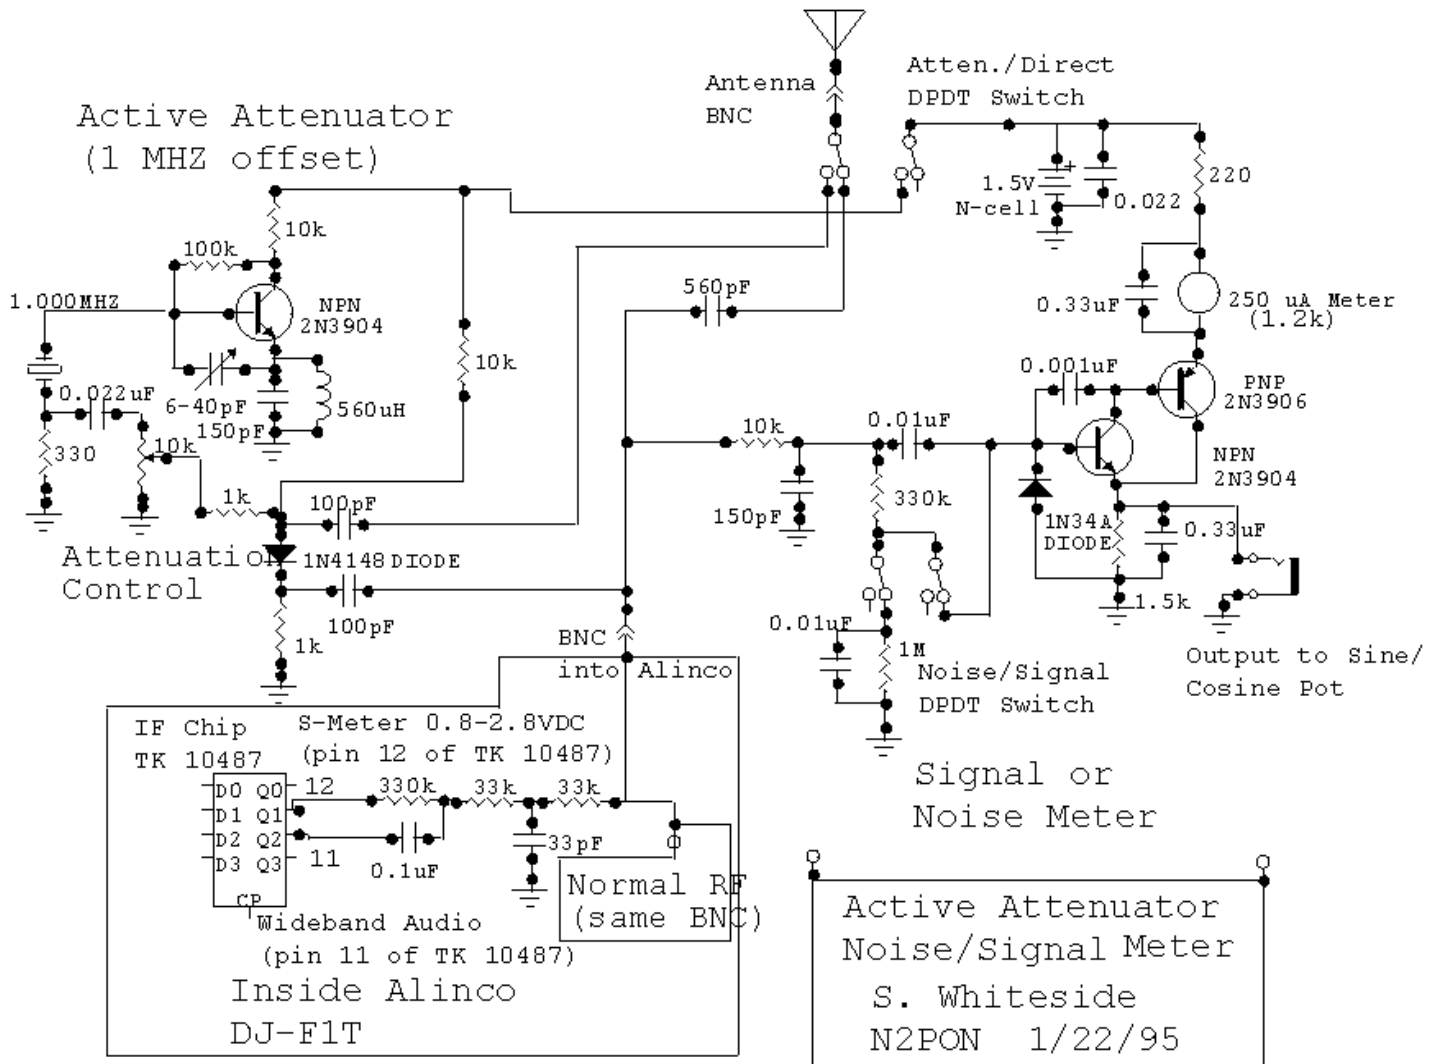 Antenna
BNC
Atten./Direct
DPDT Switch
Active Attenuator
(1 MHZ offset)
10k
100k
1.000MHZ
NPN
2N3904
0.022uF
6-40pF
150pF
560uH
330
10k
1k
10k
Attenuation
Control
100pF
1N4148 DIODE
100pF
1k
560pF
1.5V
N-cell
+
0.022
220
0.33uF
250 uA Meter
(1.2k)
0.001uF
PNP
2N3906
0.01uF
10k
NPN
2N3904
150pF
330k
1N34A
DIODE
0.33uF
1.5k
0.01uF
1M
Noise/Signal
DPDT Switch
Output to Sine/
Cosine Pot
Signal or
Noise Meter
BNC
into Alinco
IF Chip
TK 10487
S-Meter 0.8-2.8VDC
(pin 12 of TK 10487)
D0 Q0 12
D1 Q1
D2 Q2
D3 Q3 11
CP
330k
33k
33k
0.1uF
33pF
Normal RF
(same BNC)
Wideband Audio
(pin 11 of TK 10487)
Inside Alinco
DJ-F1T
Active Attenuator
Noise/Signal Meter
S. Whiteside
N2PON 1/22/95